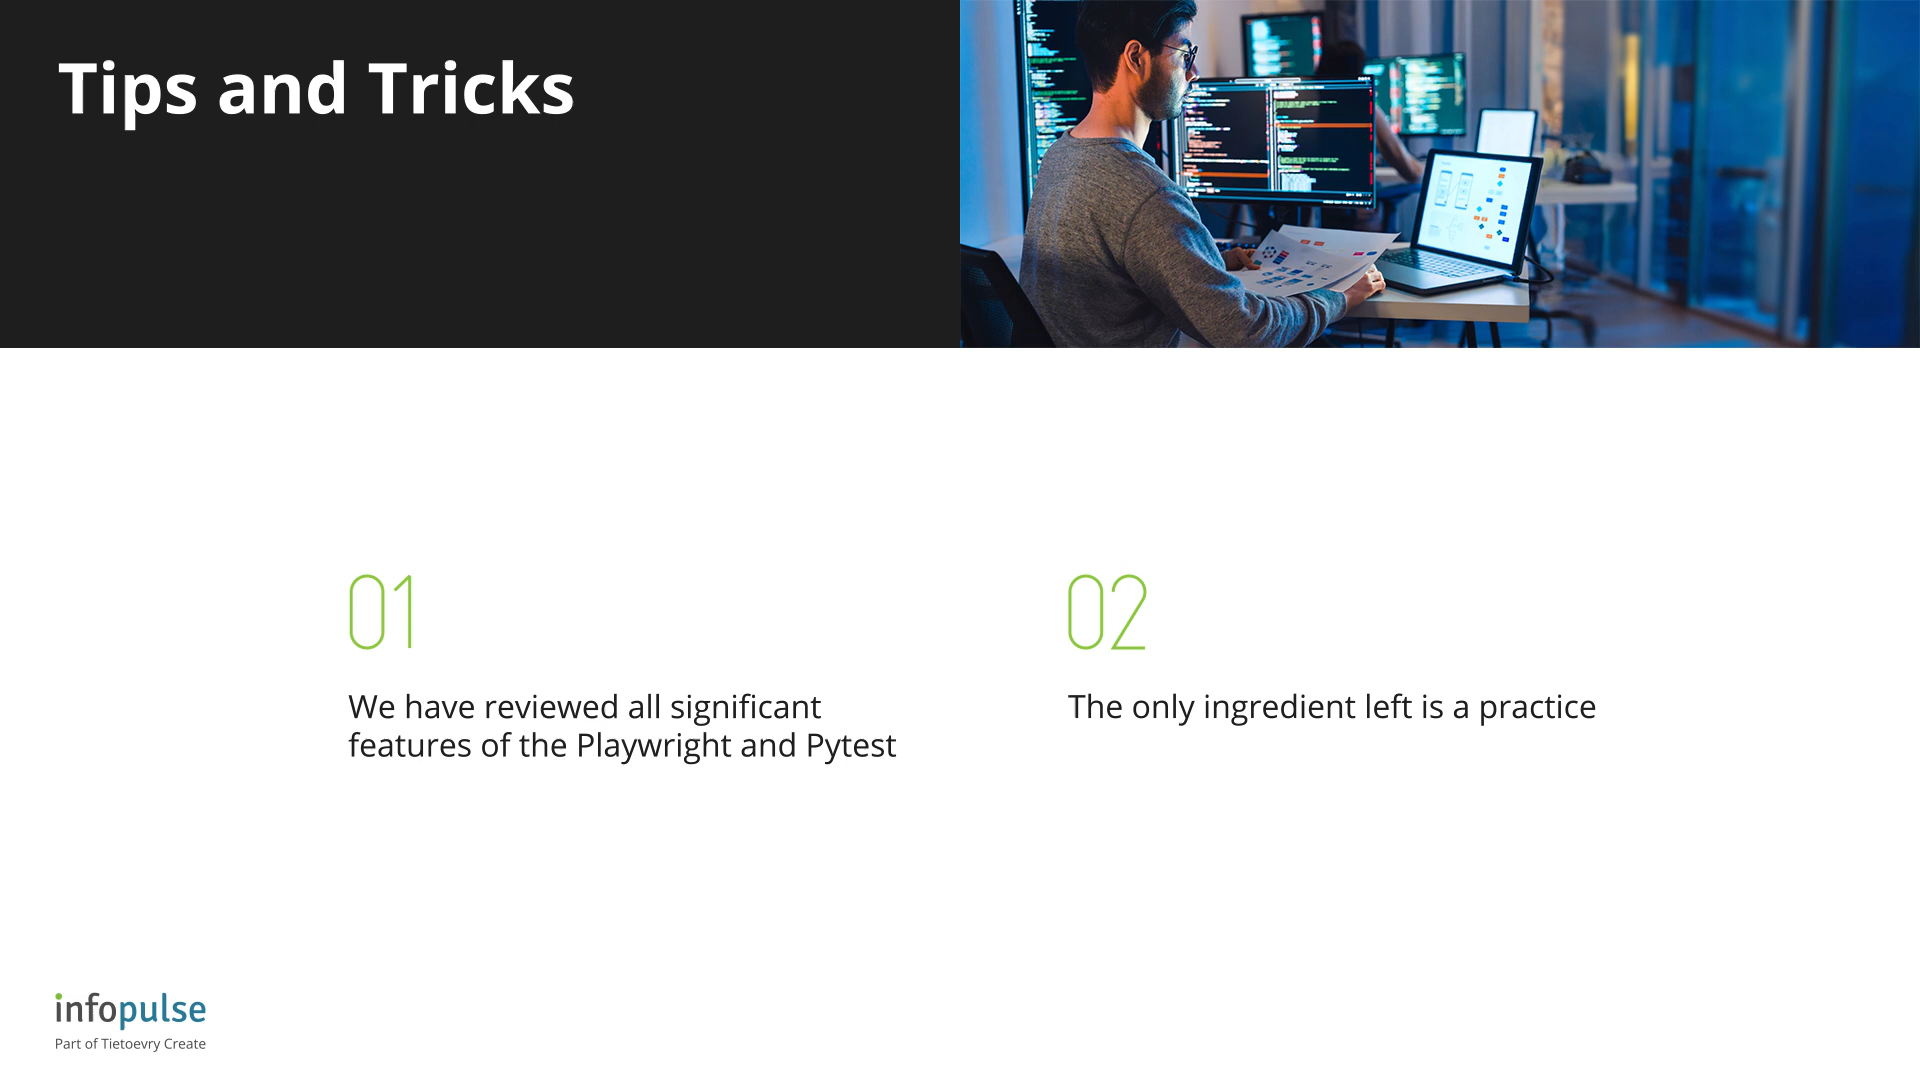 Tips and Tricks
01
We have reviewed all significant
features of the Playwright and Pytest
02
The only ingredient left is a practice
infopulse
Part of Tietoevry Create